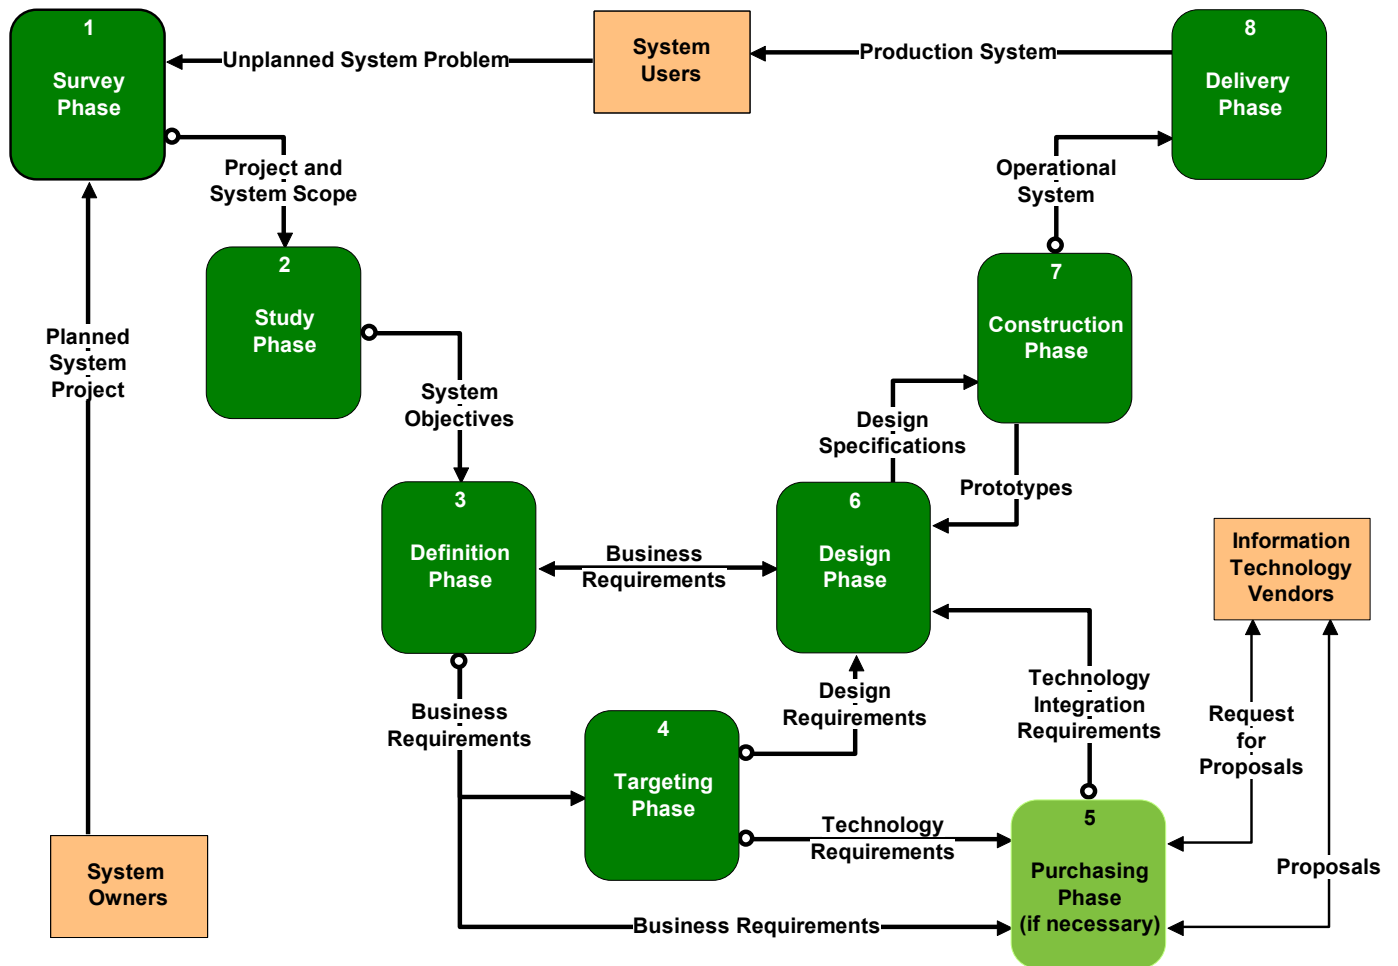 1
Survey
Phase
Unplanned System Problem
System
Users
Production System
8
Delivery
Phase
Project and
System Scope
Operational
System
2
Study
Phase
7
Construction
Phase
Planned
System
Project
System
Objectives
Design
Specifications
Prototypes
3
Definition
Phase
Business
Requirements
6
Design
Phase
Information
Technology
Vendors
Business
Requirements
4
Targeting
Phase
Design
Requirements
Technology
Integration
Requirements
Request
for
Proposals
Technology
Requirements
5
Purchasing
Phase
(if necessary)
Proposals
System
Owners
Business Requirements